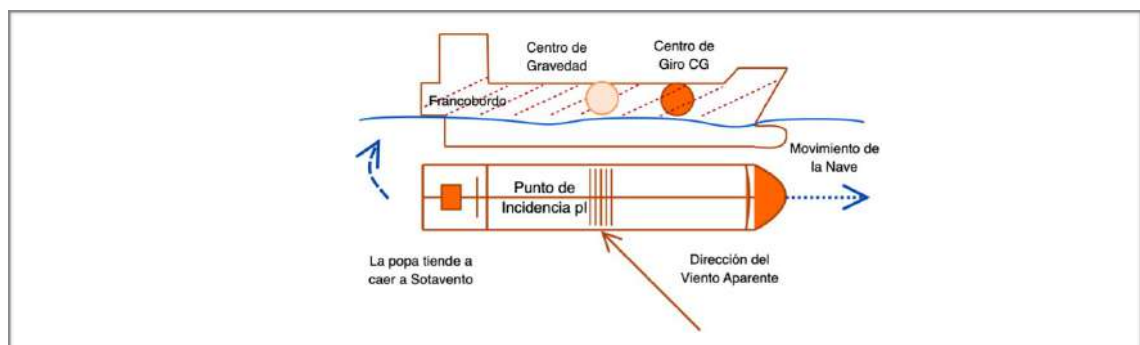 Centro de
Gravedad
Centro de
Giro CG
Francobordo
Movimiento de
la Nave
Punto de
Incidencia pI
La popa tiende a
caer a Sotavento
Dirección del
Viento Aparente